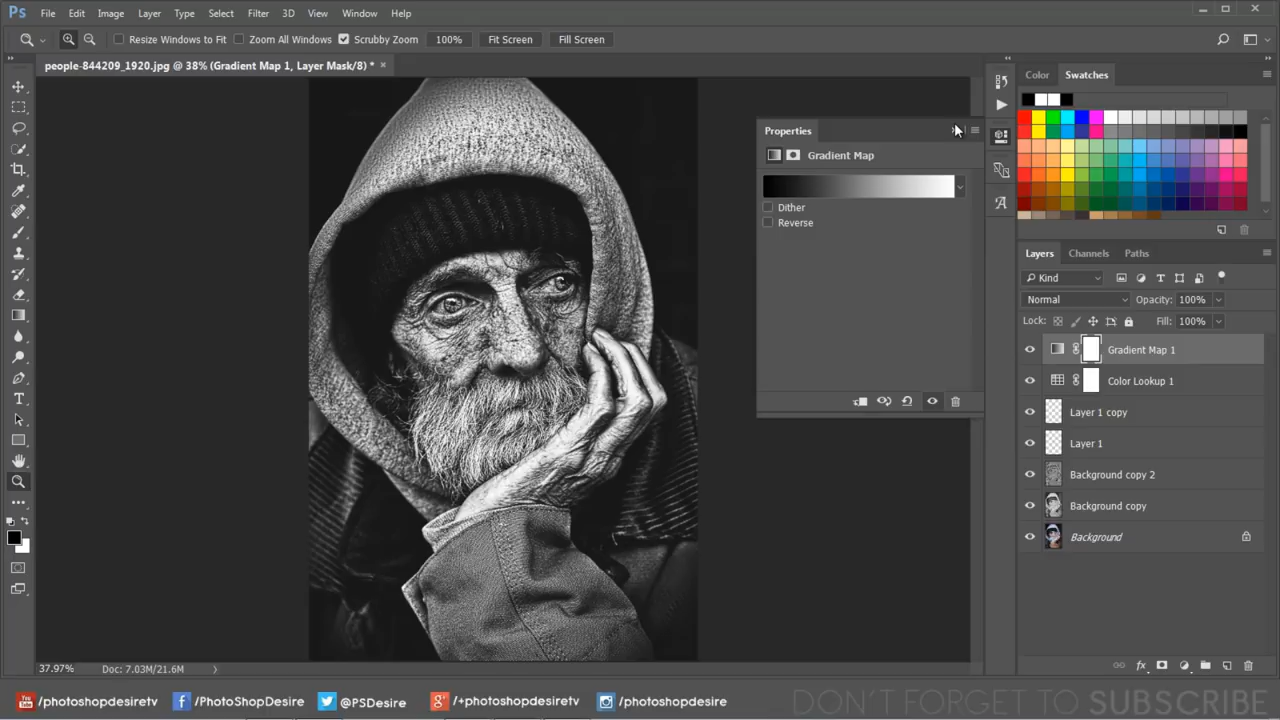 Ps File Edit Image Layer Type Select Filter 3D View Window Help
Resize Windows to Fit Zoom All Windows Scrubby Zoom 100% Fit Screen Fill Screen
people-844209_1920.jpg @ 38% (Gradient Map 1, Layer Mask/8) * ×
Color Swatches
Properties
Gradient Map
Dither
Reverse
Layers Channels Paths
Kind
Normal Opacity: 100%
Lock: Fill: 100%
Gradient Map 1
Color Lookup 1
Layer 1 copy
Layer 1
Background copy 2
Background copy
Background
37.97% Doc: 7.03M/21.6M
/photoshopdesiretv /PhotoShopDesire @PSDesire /+photoshopdesiretv /photoshopdesire DON'T FORGET TO SUBSCRIBE